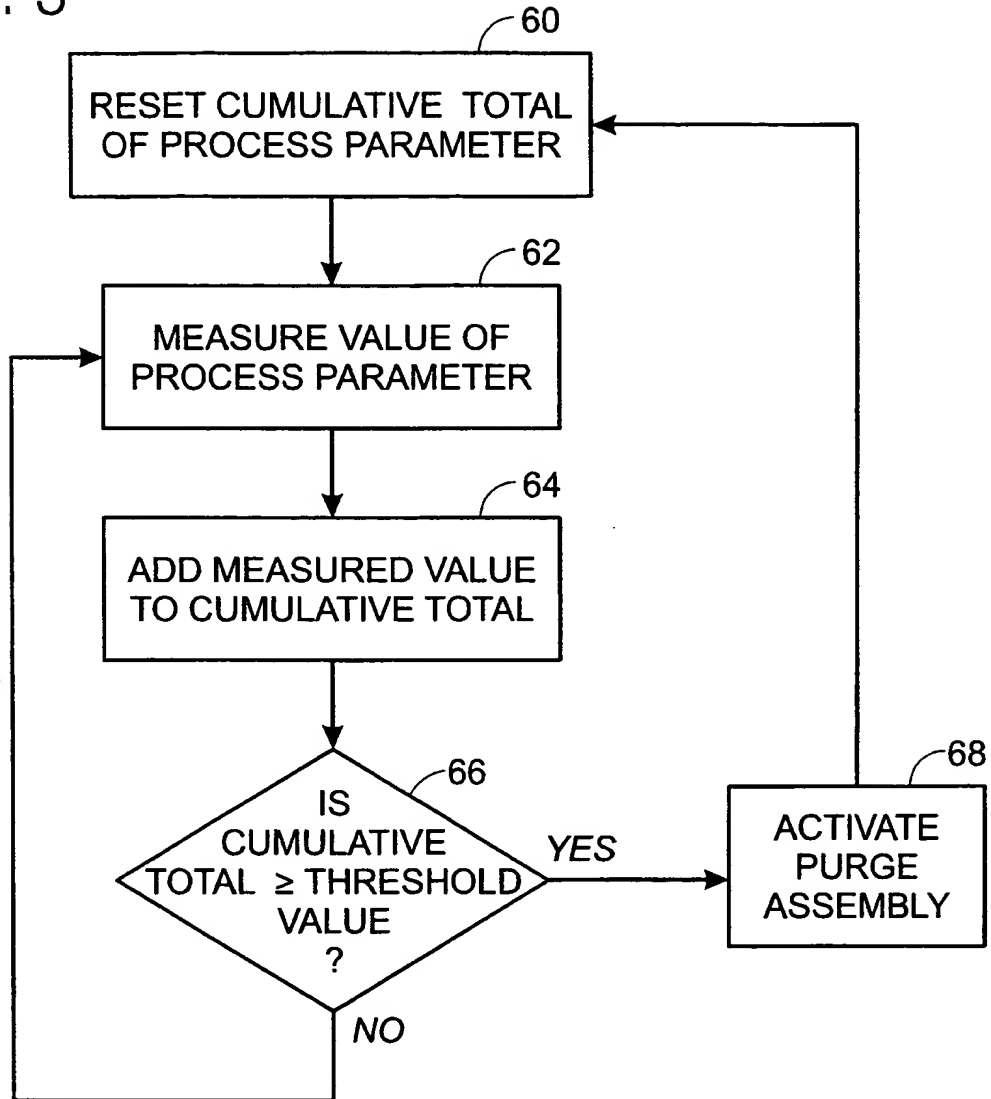 60
RESET CUMULATIVE TOTAL
OF PROCESS PARAMETER
62
MEASURE VALUE OF
PROCESS PARAMETER
64
ADD MEASURED VALUE
TO CUMULATIVE TOTAL
66
IS
CUMULATIVE
TOTAL ≥ THRESHOLD
VALUE
?
YES
NO
68
ACTIVATE
PURGE
ASSEMBLY